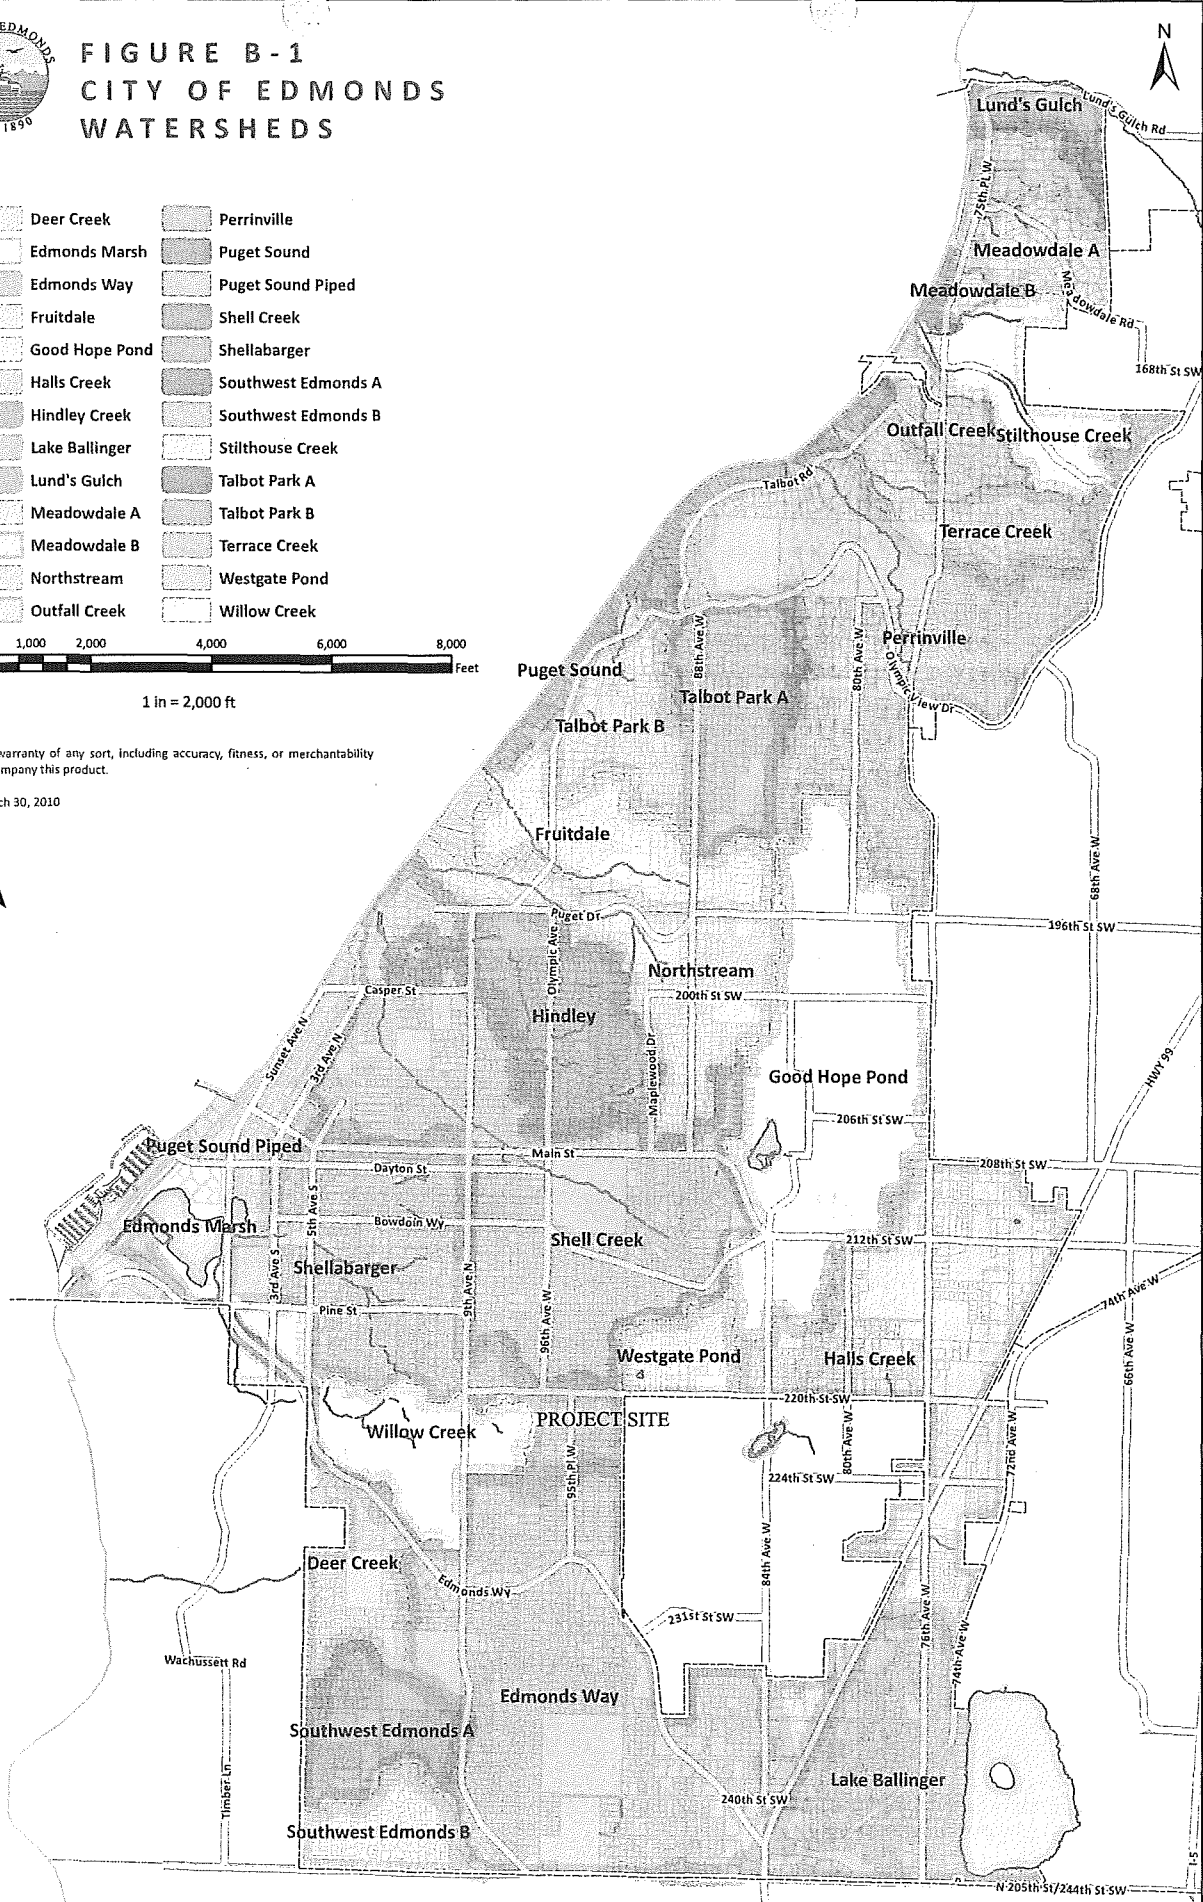 EDMONDS
1890
FIGURE B-1
CITY OF EDMONDS
WATERSHEDS
N
Deer Creek
Edmonds Marsh
Edmonds Way
Fruitdale
Good Hope Pond
Halls Creek
Hindley Creek
Lake Ballinger
Lund's Gulch
Meadowdale A
Meadowdale B
Northstream
Outfall Creek
Perrinville
Puget Sound
Puget Sound Piped
Shell Creek
Shellabarger
Southwest Edmonds A
Southwest Edmonds B
Stilthouse Creek
Talbot Park A
Talbot Park B
Terrace Creek
Westgate Pond
Willow Creek
1,000 2,000 4,000 6,000 8,000
Feet
1 in = 2,000 ft
warranty of any sort, including accuracy, fitness, or merchantability
mpany this product.
ch 30, 2010
Lund's Gulch
Lund's Gulch Rd
75th Pl W
Meadowdale A
Meadowdale B
Meadowdale Rd
168th St SW
Outfall Creek
Stilthouse Creek
Talbot Rd
Terrace Creek
Perrinville
88th Ave W
80th Ave W
Olympic View Dr
Puget Sound
Talbot Park A
Talbot Park B
Fruitdale
68th Ave W
Puget Dr
196th St SW
Olympic Ave
Northstream
200th St SW
Casper St
Hindley
Sunset Ave N
3rd Ave N
Maplewood Dr
HWY 99
Good Hope Pond
206th St SW
Puget Sound Piped
Main St
Dayton St
208th St SW
Edmonds Marsh
5th Ave S
Bowdoin Wy
Shell Creek
212th St SW
3rd Ave S
Shellabarger
9th Ave N
74th Ave W
Pine St
96th Ave W
66th Ave W
Westgate Pond
Halls Creek
220th St SW
PROJECT SITE
Willow Creek
80th Ave W
72nd Ave W
95th Pl W
224th St SW
84th Ave W
Deer Creek
Edmonds Wy
231st St SW
76th Ave W
74th Ave W
Wachussett Rd
Edmonds Way
Southwest Edmonds A
Timber Ln
Lake Ballinger
240th St SW
Southwest Edmonds B
I-5
N 205th St/244th St SW